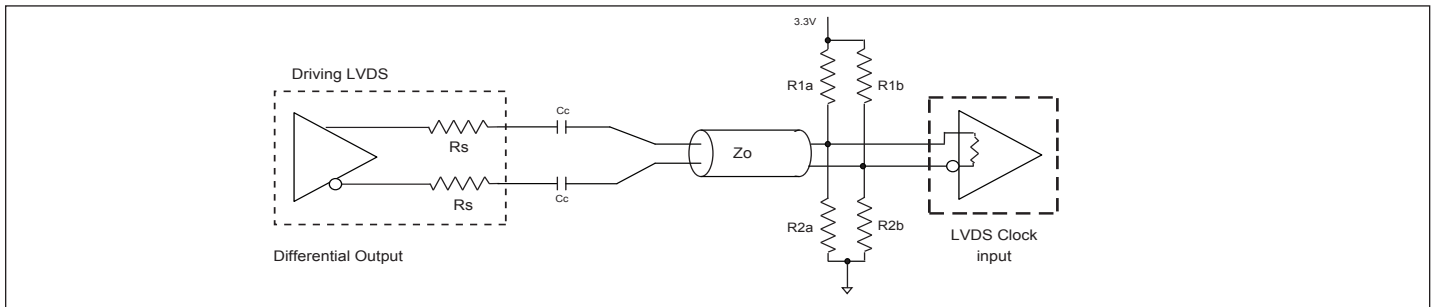 3.3V
Driving LVDS
R1a
R1b
Cc
Rs
Zo
Rs
Cc
R2a
R2b
LVDS Clock
input
Differential Output